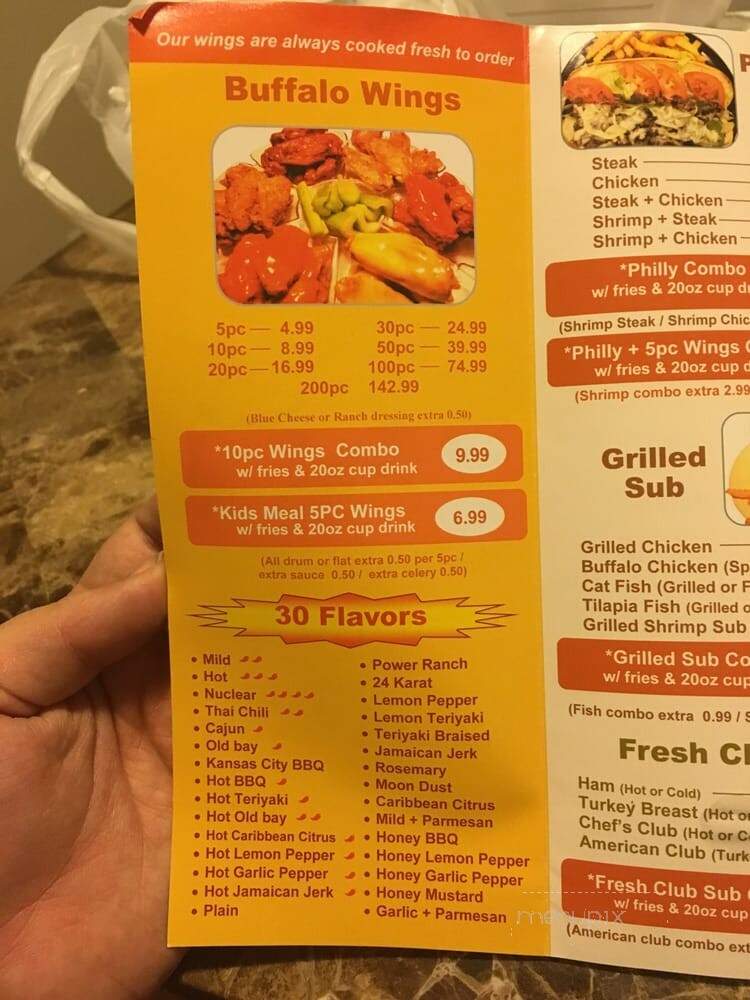 Our wings are always cooked fresh to order
Buffalo Wings
5pc — 4.99
10pc — 8.99
20pc — 16.99
30pc — 24.99
50pc — 39.99
100pc — 74.99
200pc 142.99
(Blue Cheese or Ranch dressing extra 0.50)
*10pc Wings Combo
w/ fries & 20oz cup drink
9.99
*Kids Meal 5PC Wings
w/ fries & 20oz cup drink
6.99
(All drum or flat extra 0.50 per 5pc /
extra sauce 0.50 / extra celery 0.50)
30 Flavors
• Mild
• Hot
• Nuclear
• Thai Chili
• Cajun
• Old bay
• Kansas City BBQ
• Hot BBQ
• Hot Teriyaki
• Hot Old bay
• Hot Caribbean Citrus
• Hot Lemon Pepper
• Hot Garlic Pepper
• Hot Jamaican Jerk
• Plain
• Power Ranch
• 24 Karat
• Lemon Pepper
• Lemon Teriyaki
• Teriyaki Braised
• Jamaican Jerk
• Rosemary
• Moon Dust
• Caribbean Citrus
• Mild + Parmesan
• Honey BBQ
• Honey Lemon Pepper
• Honey Garlic Pepper
• Honey Mustard
• Garlic + Parmesan
Steak
Chicken
Steak + Chicken
Shrimp + Steak
Shrimp + Chicken
*Philly Combo
w/ fries & 20oz cup
(Shrimp Steak / Shrimp
*Philly + 5pc Wings
w/ fries & 20oz cup
(Shrimp combo extra 2.99
Grilled
Sub
Grilled Chicken
Buffalo Chicken
Cat Fish (Grilled or
Tilapia Fish (Grilled
Grilled Shrimp Sub
*Grilled Sub
w/ fries & 20oz cup
(Fish combo extra 0.99 /
Fresh
Ham (Hot or Cold)
Turkey Breast (Hot
Chef's Club (Hot or
American Club
*Fresh Club Sub
w/ fries & 20oz cup
(American club combo
menupix